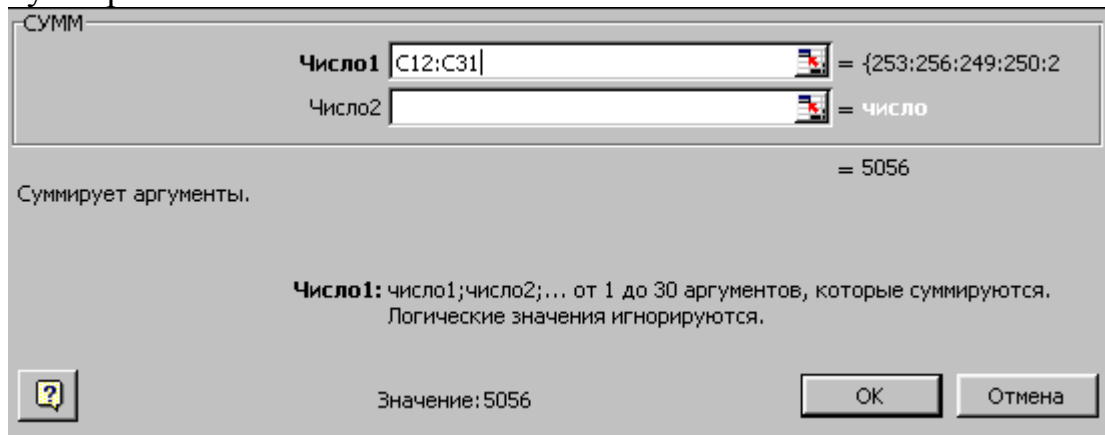 СУММ
Число1 C12:C31 = {253:256:249:250:2
Число2 = число
= 5056
Суммирует аргументы.
Число1: число1;число2;... от 1 до 30 аргументов, которые суммируются.
Логические значения игнорируются.
Значение:5056
OK
Отмена